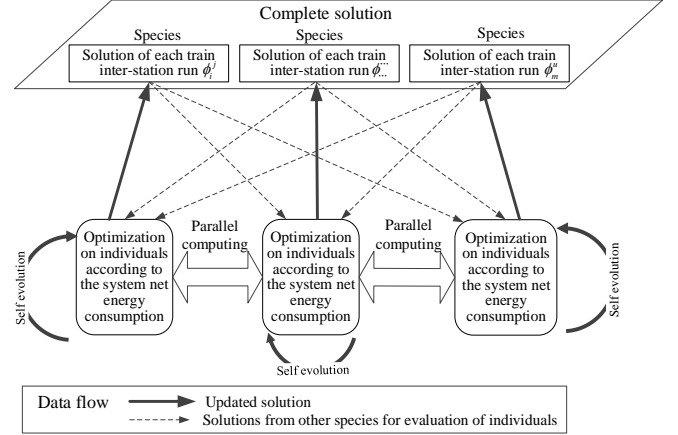 Complete solution
Species
Species
Species
Solution of each train
inter-station run ϕᵢʲ
Solution of each train
inter-station run ϕ
Solution of each train
inter-station run ϕₘᵘ
Parallel
computing
Parallel
computing
Optimization
on individuals
according to
the system net
energy
consumption
Optimization
on individuals
according to
the system net
energy
consumption
Optimization
on individuals
according to
the system net
energy
consumption
Self evolution
Self evolution
Self evolution
Data flow
Updated solution
Solutions from other species for evaluation of individuals